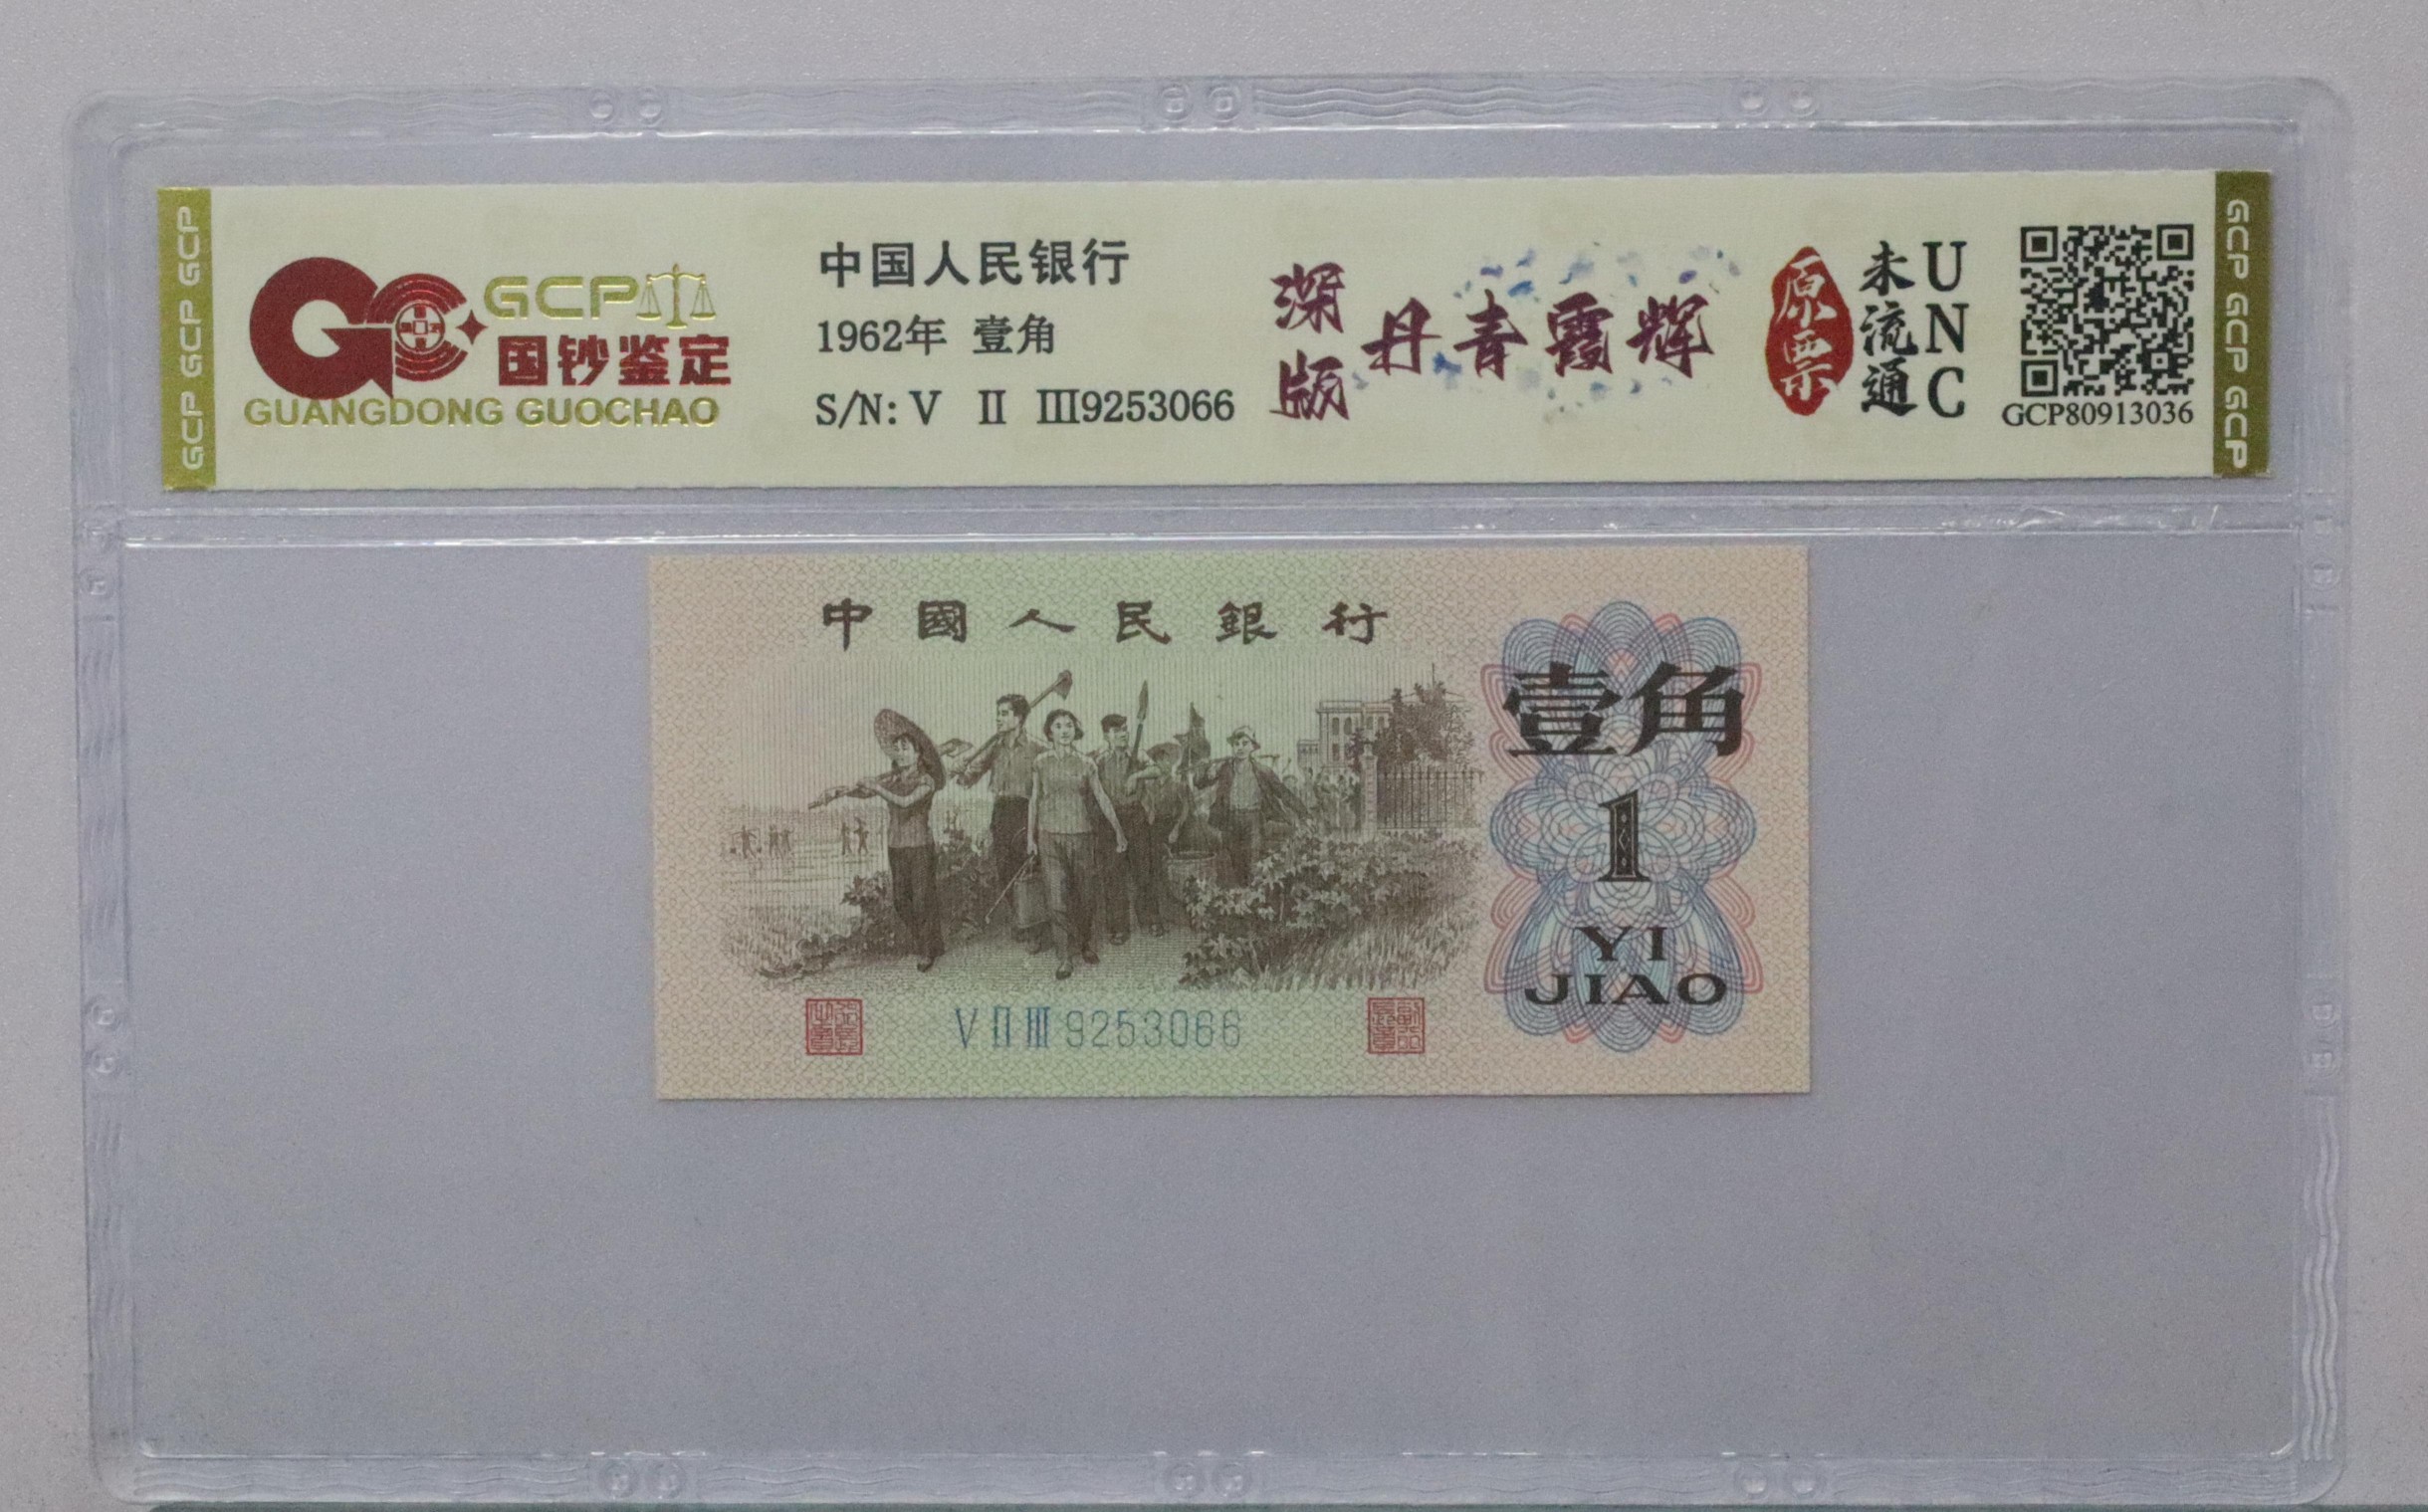 GCP GCP GCP
GCP
国钞鉴定
GUANGDONG GUOCHAO
中国人民银行
1962年 壹角
S/N: V Ⅱ Ⅲ9253066
深版
丹青霞辉
原票
未流通
UNC
GCP80913036
GCP GCP GCP
中國人民銀行
壹角
1
YI
JIAO
V Ⅱ Ⅲ 9253066